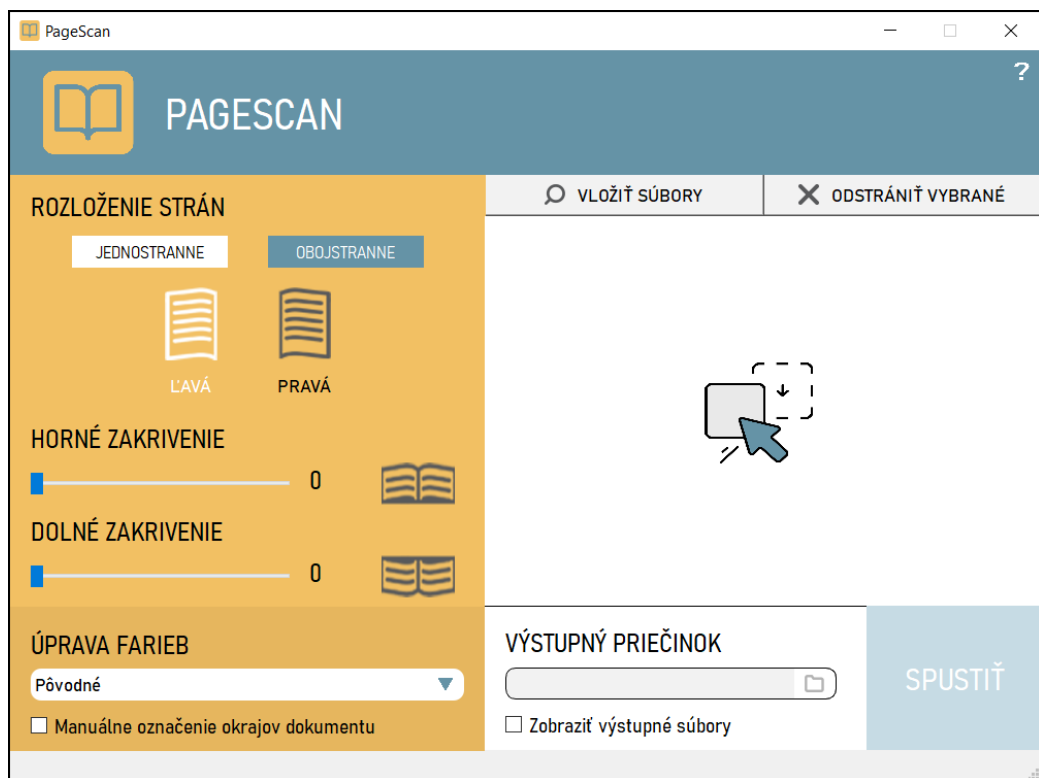 PageScan
?
PAGESCAN
ROZLOŽENIE STRÁN
JEDNOSTRANNE
OBOJSTRANNE
ĽAVÁ
PRAVÁ
HORNÉ ZAKRIVENIE
0
DOLNÉ ZAKRIVENIE
0
ÚPRAVA FARIEB
Pôvodné
Manuálne označenie okrajov dokumentu
VLOŽIŤ SÚBORY
ODSTRÁNIŤ VYBRANÉ
VÝSTUPNÝ PRIEČINOK
Zobraziť výstupné súbory
SPUSTIŤ